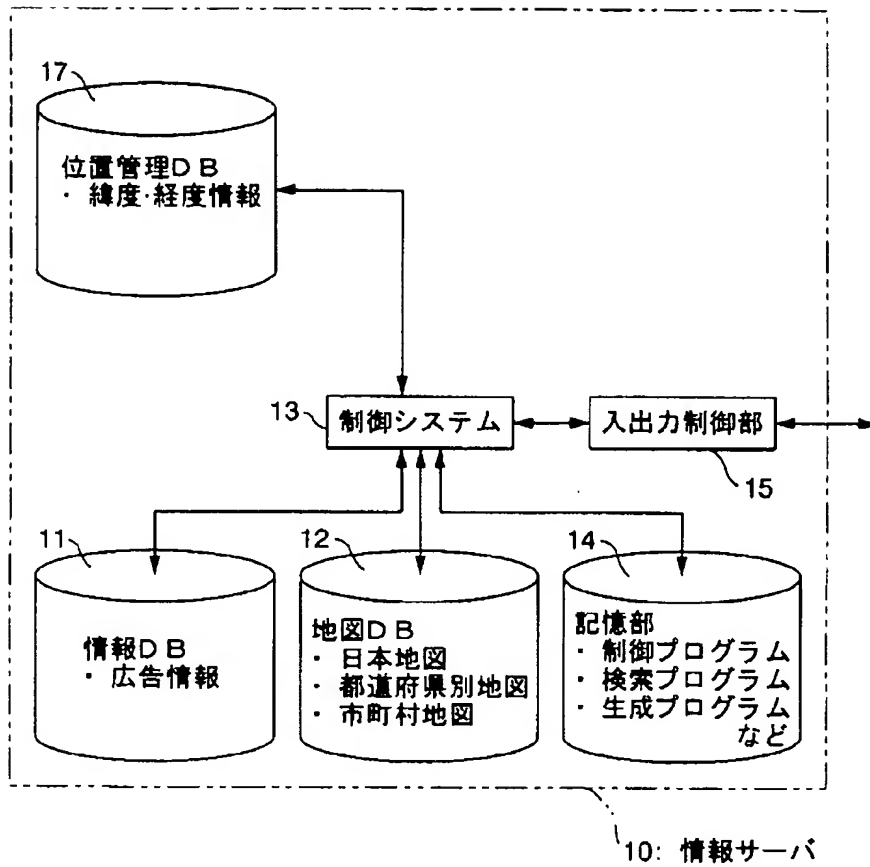 17
位置管理DB
・ 緯度・経度情報
13
制御システム
入出力制御部
15
11
情報DB
・ 広告情報
12
地図DB
・ 日本地図
・ 都道府県別地図
・ 市町村地図
14
記憶部
・ 制御プログラム
・ 検索プログラム
・ 生成プログラム
など
10: 情報サーバ